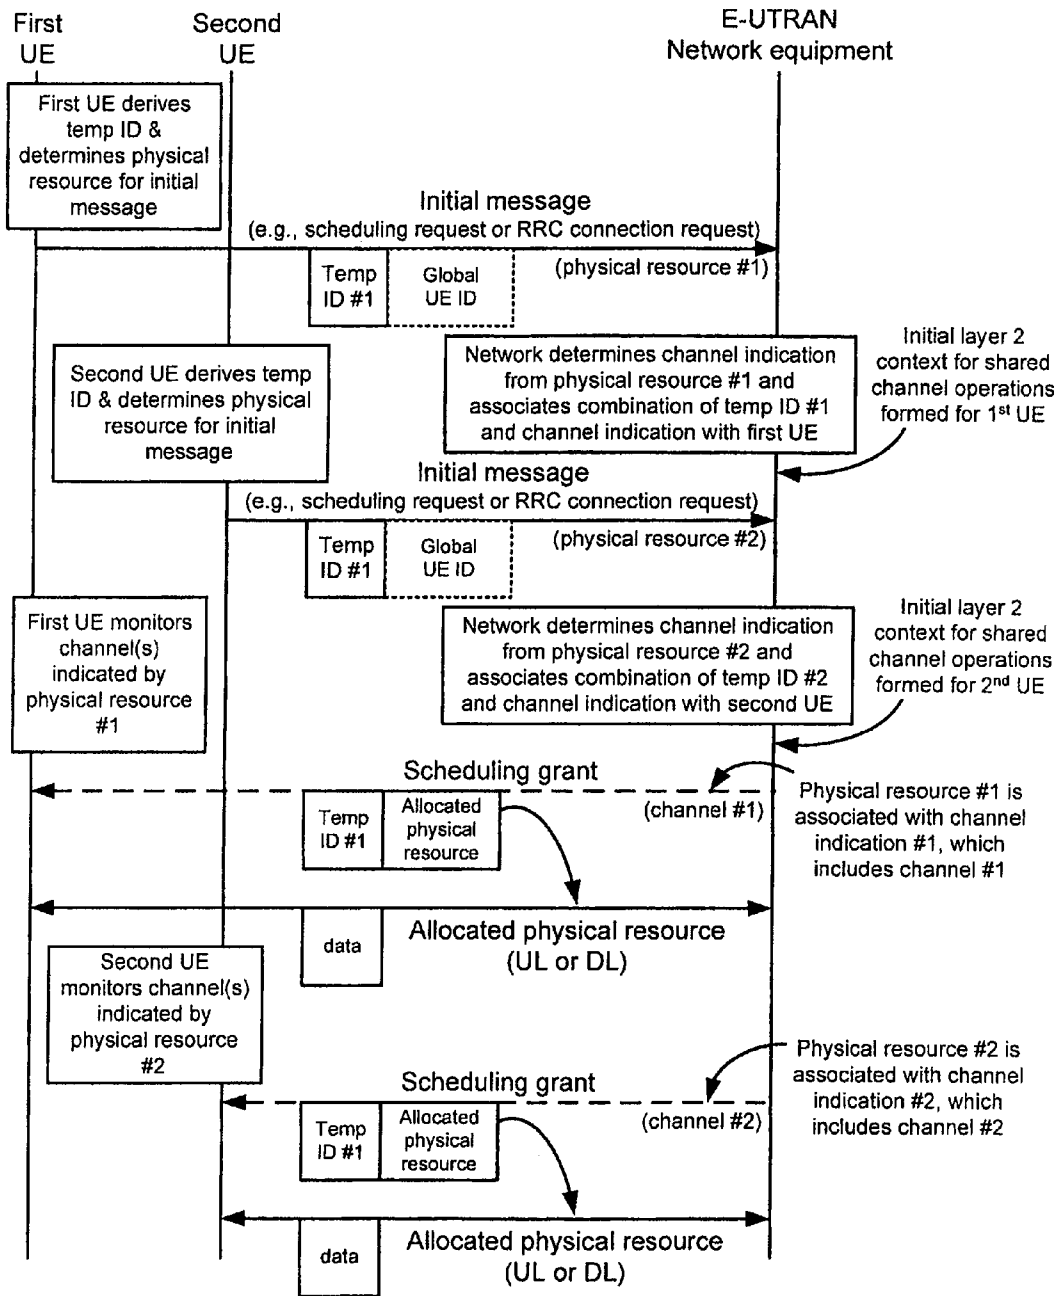 First
UE
Second
UE
E-UTRAN
Network equipment
First UE derives
temp ID &
determines physical
resource for initial
message
Initial message
(e.g., scheduling request or RRC connection request)
(physical resource #1)
Temp
ID #1
Global
UE ID
Second UE derives temp
ID & determines physical
resource for initial
message
Network determines channel indication
from physical resource #1 and
associates combination of temp ID #1
and channel indication with first UE
Initial layer 2
context for shared
channel operations
formed for 1st UE
Initial message
(e.g., scheduling request or RRC connection request)
(physical resource #2)
Temp
ID #1
Global
UE ID
First UE monitors
channel(s)
indicated by
physical resource
#1
Network determines channel indication
from physical resource #2 and
associates combination of temp ID #2
and channel indication with second UE
Initial layer 2
context for shared
channel operations
formed for 2nd UE
Scheduling grant
(channel #1)
Temp
ID #1
Allocated
physical
resource
Physical resource #1 is
associated with channel
indication #1, which
includes channel #1
data
Allocated physical resource
(UL or DL)
Second UE
monitors channel(s)
indicated by
physical resource
#2
Scheduling grant
(channel #2)
Temp
ID #1
Allocated
physical
resource
Physical resource #2 is
associated with channel
indication #2, which
includes channel #2
data
Allocated physical resource
(UL or DL)